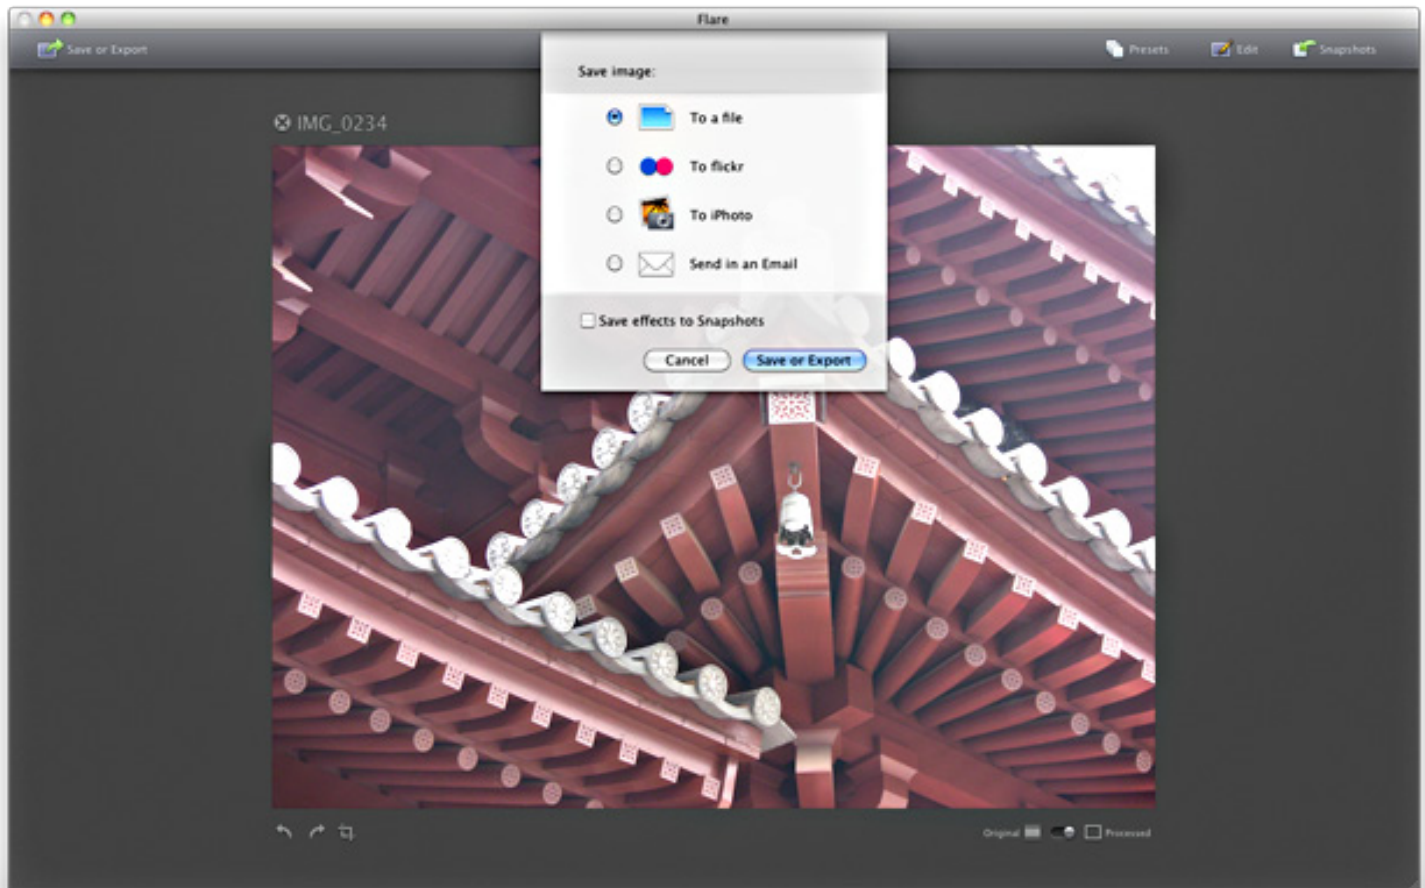 Flare
Save or Export
Presets
Edit
Snapshots
Save image:
IMG_0234
To a file
To flickr
To iPhoto
Send in an Email
Save effects to Snapshots
Cancel
Save or Export
Original
Processed